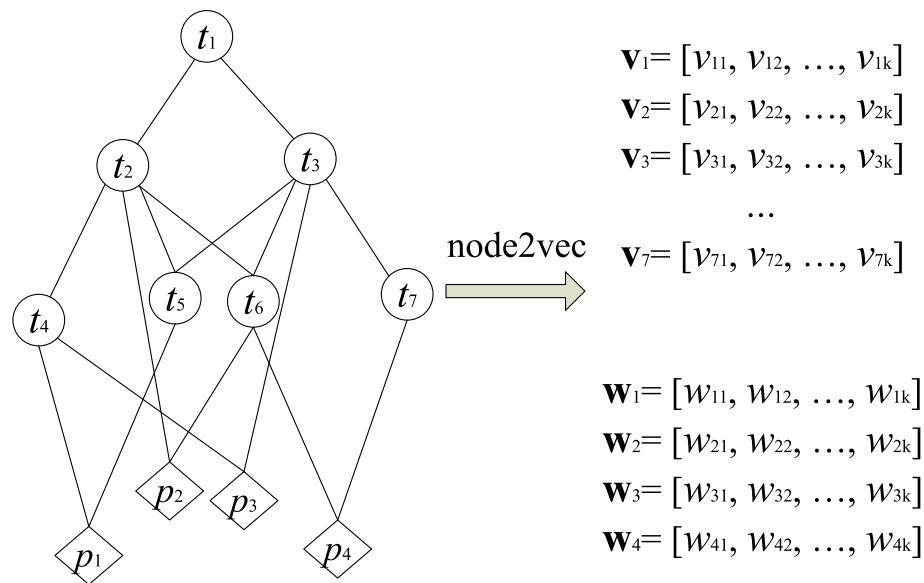 t1
t2
t3
t4
t5
t6
t7
p1
p2
p3
p4
node2vec
v1= [v11, v12, …, v1k]
v2= [v21, v22, …, v2k]
v3= [v31, v32, …, v3k]
...
v7= [v71, v72, …, v7k]
w1= [w11, w12, …, w1k]
w2= [w21, w22, …, w2k]
w3= [w31, w32, …, w3k]
w4= [w41, w42, …, w4k]